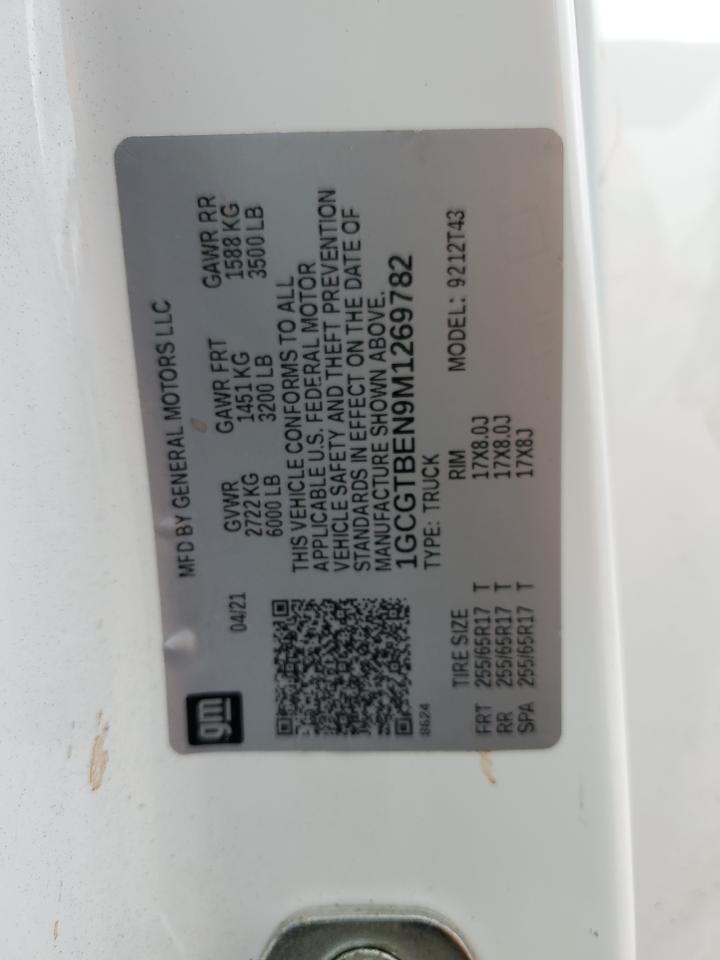 gm
04/21
MFD BY GENERAL MOTORS LLC
GVWR GAWR FRT GAWR RR
2722 KG 1451 KG 1588 KG
6000 LB 3200 LB 3500 LB
THIS VEHICLE CONFORMS TO ALL
APPLICABLE U.S. FEDERAL MOTOR
VEHICLE SAFETY AND THEFT PREVENTION
STANDARDS IN EFFECT ON THE DATE OF
MANUFACTURE SHOWN ABOVE.
1GCGTBEN9M1269782
8624
TYPE: TRUCK
MODEL: 9212T43
TIRE SIZE RIM
FRT 255/65R17 T 17X8.0J
RR 255/65R17 T 17X8.0J
SPA 255/65R17 T 17X8J